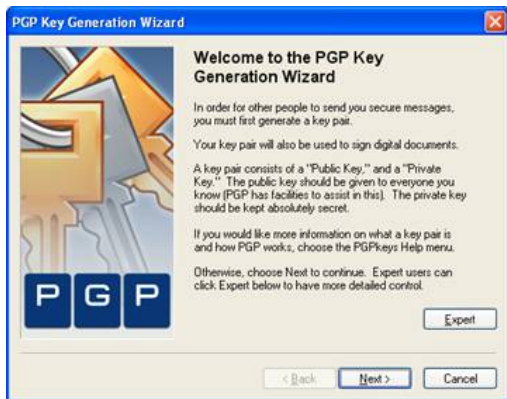 PGP Key Generation Wizard
Welcome to the PGP Key
Generation Wizard
In order for other people to send you secure messages,
you must first generate a key pair.
Your key pair will also be used to sign digital documents.
A key pair consists of a "Public Key," and a "Private
Key." The public key should be given to everyone you
know (PGP has facilities to assist in this). The private key
should be kept absolutely secret.
If you would like more information on what a key pair is
and how PGP works, choose the PGPkeys Help menu.
Otherwise, choose Next to continue. Expert users can
click Expert below to have more detailed control.
P G P
Expert
< Back Next > Cancel